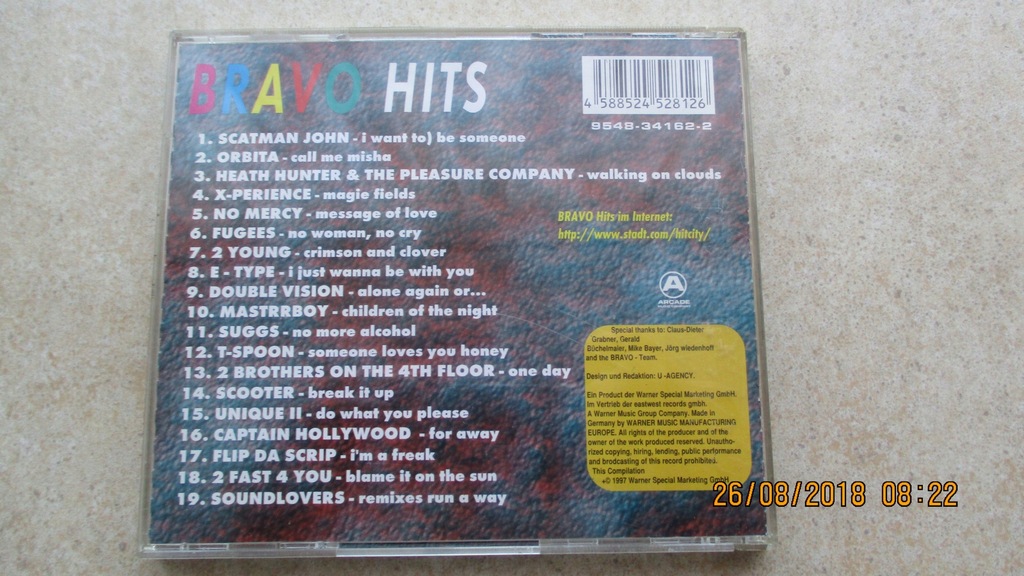 BRAVO HITS
4 588524 528126
9548-34162-2
1. SCATMAN JOHN - i want to) be someone
2. ORBITA - call me misha
3. HEATH HUNTER & THE PLEASURE COMPANY - walking on clouds
4. X-PERIENCE - magie fields
5. NO MERCY - message of love
6. FUGEES - no woman, no cry
7. 2 YOUNG - crimson and clover
8. E - TYPE - i just wanna be with you
9. DOUBLE VISION - alone again or...
10. MASTRRBOY - children of the night
11. SUGGS - no more alcohol
12. T-SPOON - someone loves you honey
13. 2 BROTHERS ON THE 4TH FLOOR - one day
14. SCOOTER - break it up
15. UNIQUE II - do what you please
16. CAPTAIN HOLLYWOOD - for away
17. FLIP DA SCRIP - i'm a freak
18. 2 FAST 4 YOU - blame it on the sun
19. SOUNDLOVERS - remixes run a way
BRAVO Hits im Internet:
http://www.stadt.com/hitcity/
A
ARCADE
Special thanks to: Claus-Dieter
Grabner, Gerald
Büchelmaier, Mike Bayer, Jörg wiedenhoff
and the BRAVO - Team.
Design und Redaktion: U -AGENCY.
Ein Product der Warner Special Marketing GmbH.
Im Vertrieb der eastwest records gmbh.
A Warner Music Group Company. Made in
Germany by WARNER MUSIC MANUFACTURING
EUROPE. All rights of the producer and of the
owner of the work produced reserved. Unautho-
rized copying, hiring, lending, public performance
and brodcasting of this record prohibited.
This Compilation
+© 1997 Warner Special Marketing GmbH
26/08/2018 08:22